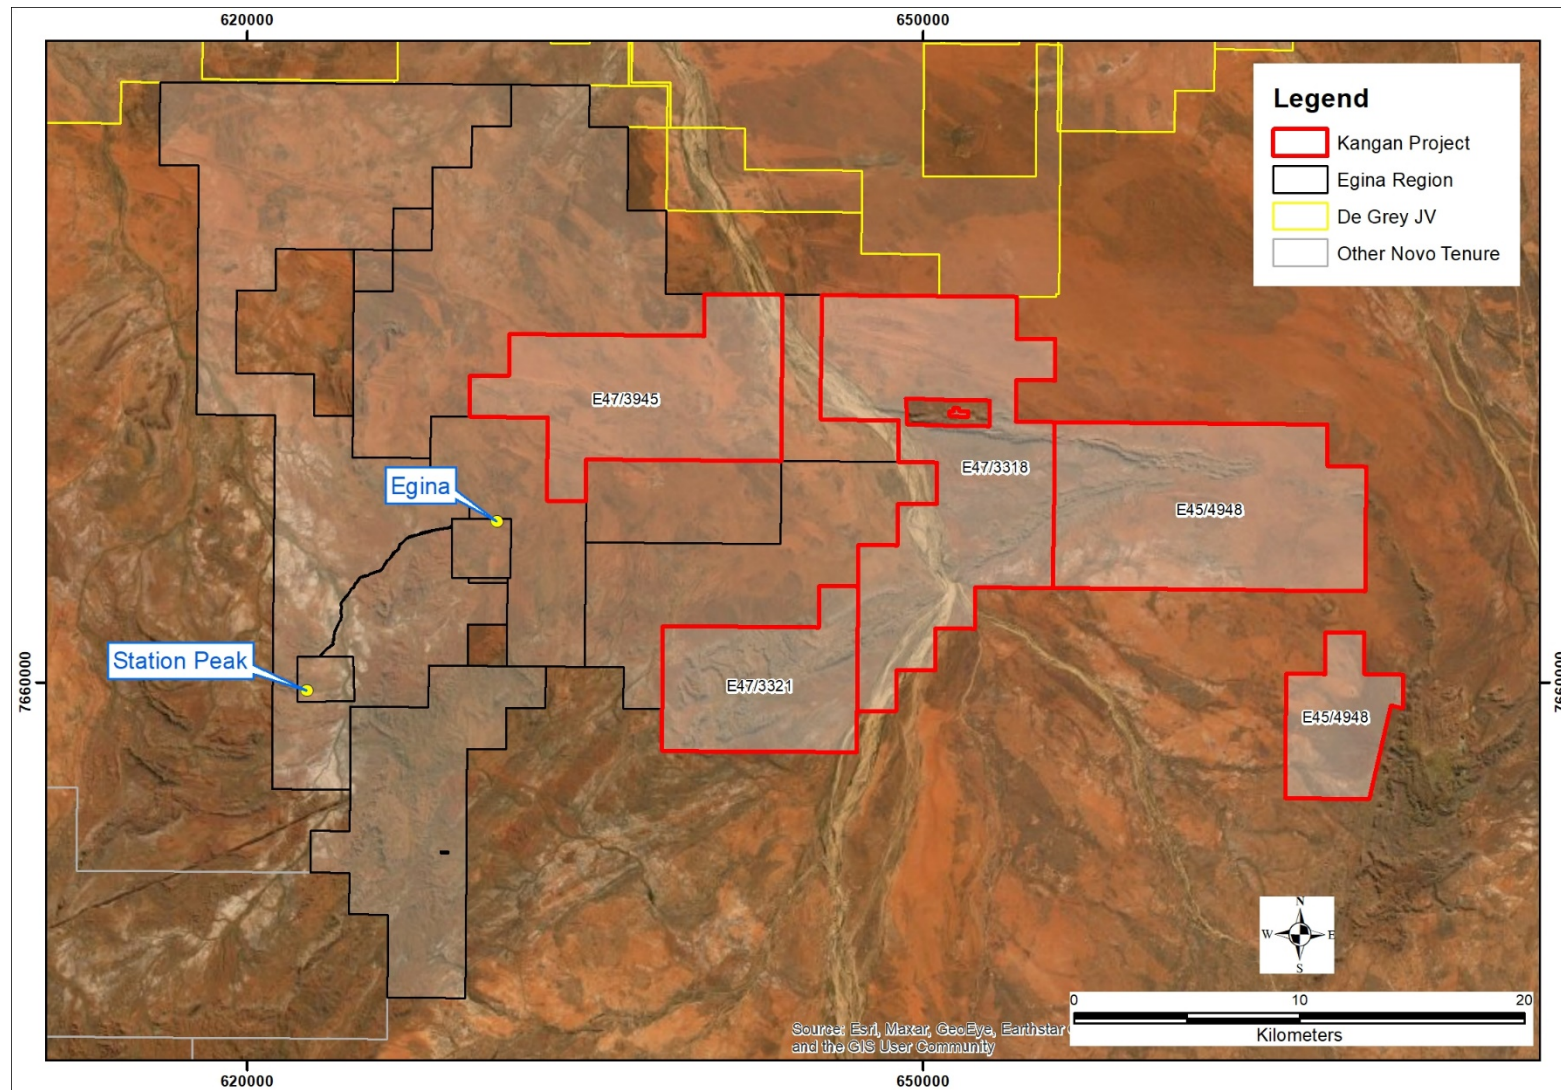 620000
650000
Legend
Kangan Project
Egina Region
De Grey JV
Other Novo Tenure
E47/3945
E47/3318
Egina
E45/4948
Station Peak
E47/3321
7660000
7660000
E45/4948
N
W E
S
0 10 20
Kilometers
Source: Esri, Maxar, GeoEye, Earthstar
and the GIS User Community
620000
650000